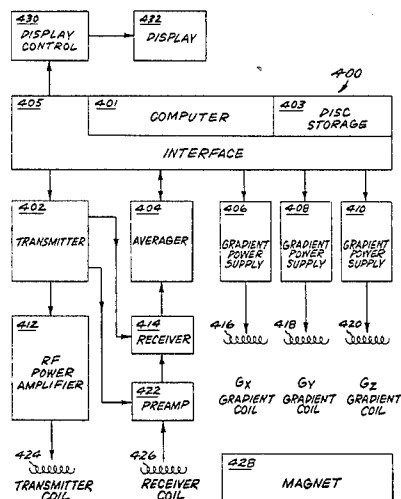 430
DISPLAY
CONTROL
432
DISPLAY
400
405
401
COMPUTER
403
DISC
STORAGE
INTERFACE
402
TRANSMITTER
404
AVERAGER
406
GRADIENT
POWER
SUPPLY
408
GRADIENT
POWER
SUPPLY
410
GRADIENT
POWER
SUPPLY
412
RF
POWER
AMPLIFIER
414
RECEIVER
416
418
420
422
PREAMP
GX
GRADIENT
COIL
GY
GRADIENT
COIL
GZ
GRADIENT
COIL
424
TRANSMITTER
COIL
426
RECEIVER
COIL
428
MAGNET